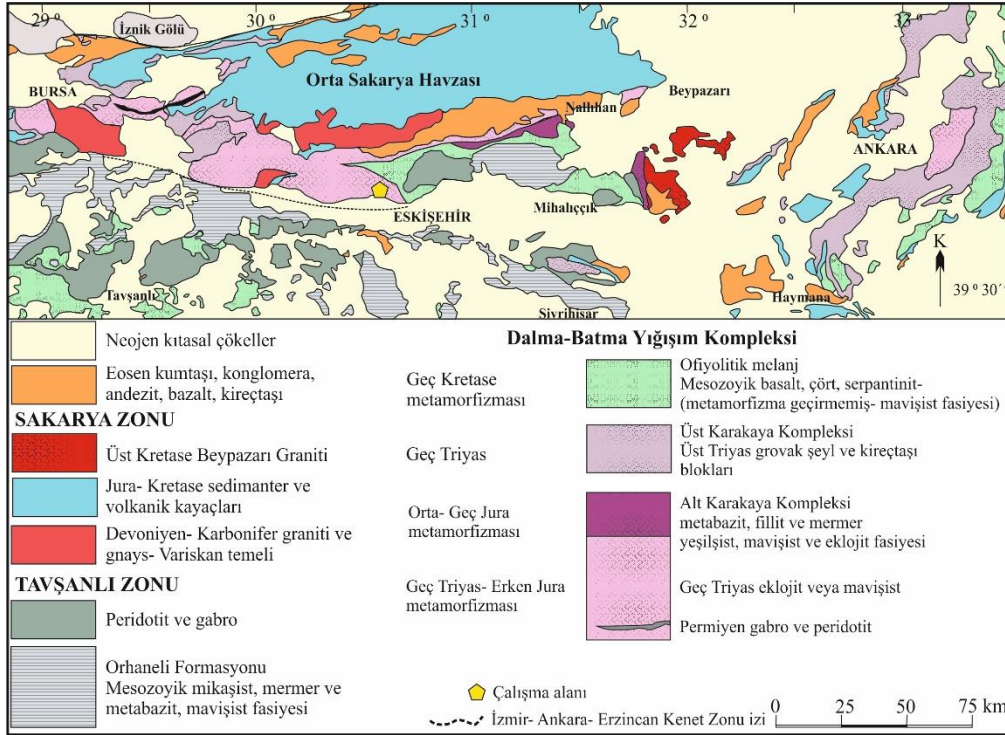 29 º
30 º
31 º
32 º
33 º
İznik Gölü
Orta Sakarya Havzası
BURSA
Nallıhan
Beypazarı
ANKARA
ESKİŞEHİR
Mihalıççık
K
39 º 30´
Tavşanlı
Sivrihisar
Haymana
Neojen kıtasal çökeller
Eosen kumtaşı, konglomera,
andezit, bazalt, kireçtaşı
SAKARYA ZONU
Üst Kretase Beypazarı Graniti
Jura- Kretase sedimanter ve
volkanik kayaçları
Devoniyen- Karbonifer graniti ve
gnays- Variskan temeli
TAVŞANLI ZONU
Peridotit ve gabro
Orhaneli Formasyonu
Mesozoyik mikaşist, mermer ve
metabazit, mavişist fasiyesi
Dalma-Batma Yığışım Kompleksi
Geç Kretase
metamorfizması
Ofiyolitik melanj
Mesozoyik basalt, çört, serpantinit-
(metamorfizma geçirmemiş- mavişist fasiyesi)
Geç Triyas
Üst Karakaya Kompleksi
Üst Triyas grovak şeyl ve kireçtaşı
blokları
Orta- Geç Jura
metamorfizması
Alt Karakaya Kompleksi
metabazit, fillit ve mermer
yeşilşist, mavişist ve eklojit fasiyesi
Geç Triyas- Erken Jura
metamorfizması
Geç Triyas eklojit veya mavişist
Permiyen gabro ve peridotit
Çalışma alanı
İzmir- Ankara- Erzincan Kenet Zonu izi
0 25 50 75 km